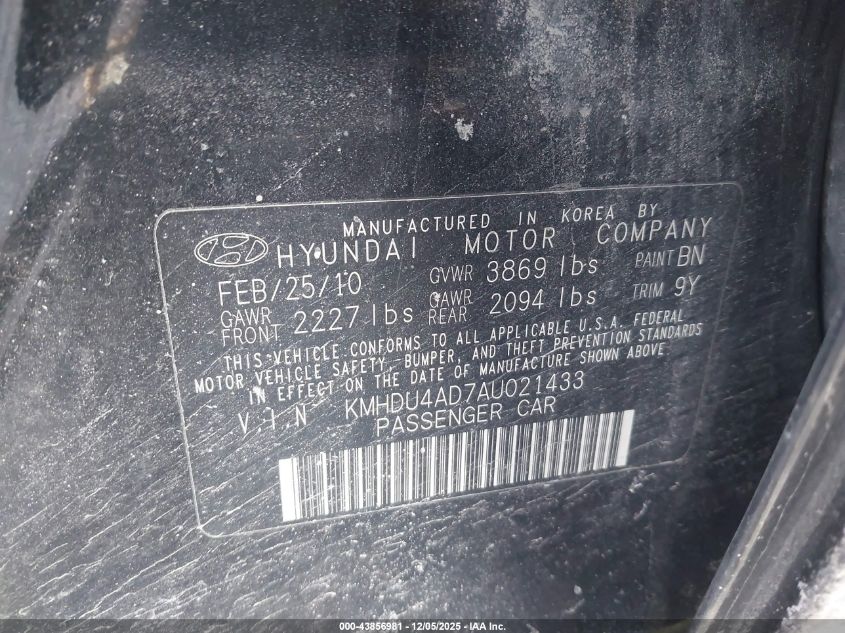 MANUFACTURED IN KOREA BY
HYUNDAI MOTOR COMPANY
FEB/25/10 GVWR 3869 lbs PAINT BN
GAWR FRONT 2227 lbs GAWR REAR 2094 lbs TRIM 9Y
THIS VEHICLE CONFORMS TO ALL APPLICABLE U.S.A. FEDERAL
MOTOR VEHICLE SAFETY, BUMPER, AND THEFT PREVENTION STANDARDS
IN EFFECT ON THE DATE OF MANUFACTURE SHOWN ABOVE
V I N KMHDU4AD7AU021433
PASSENGER CAR
000-43856981 - 12/05/2025 - IAA Inc.